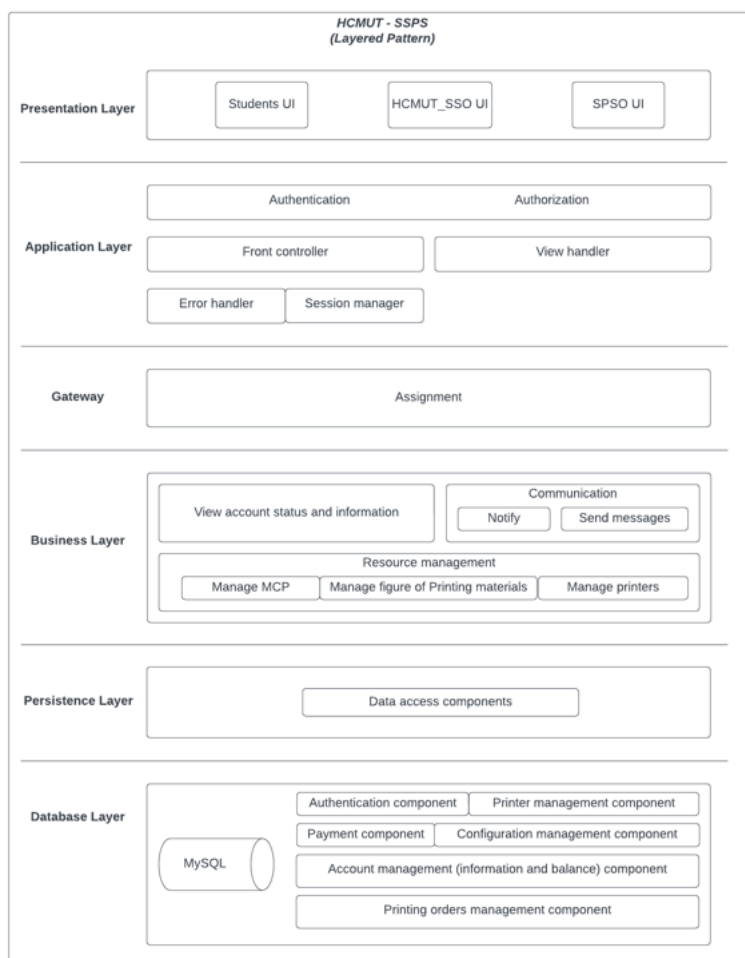 HCMUT - SSPS
(Layered Pattern)
Presentation Layer
Students UI
HCMUT_SSO UI
SPSO UI
Application Layer
Authentication
Authorization
Front controller
View handler
Error handler
Session manager
Gateway
Assignment
Business Layer
View account status and information
Communication
Notify
Send messages
Resource management
Manage MCP
Manage figure of Printing materials
Manage printers
Persistence Layer
Data access components
Database Layer
MySQL
Authentication component
Printer management component
Payment component
Configuration management component
Account management (information and balance) component
Printing orders management component